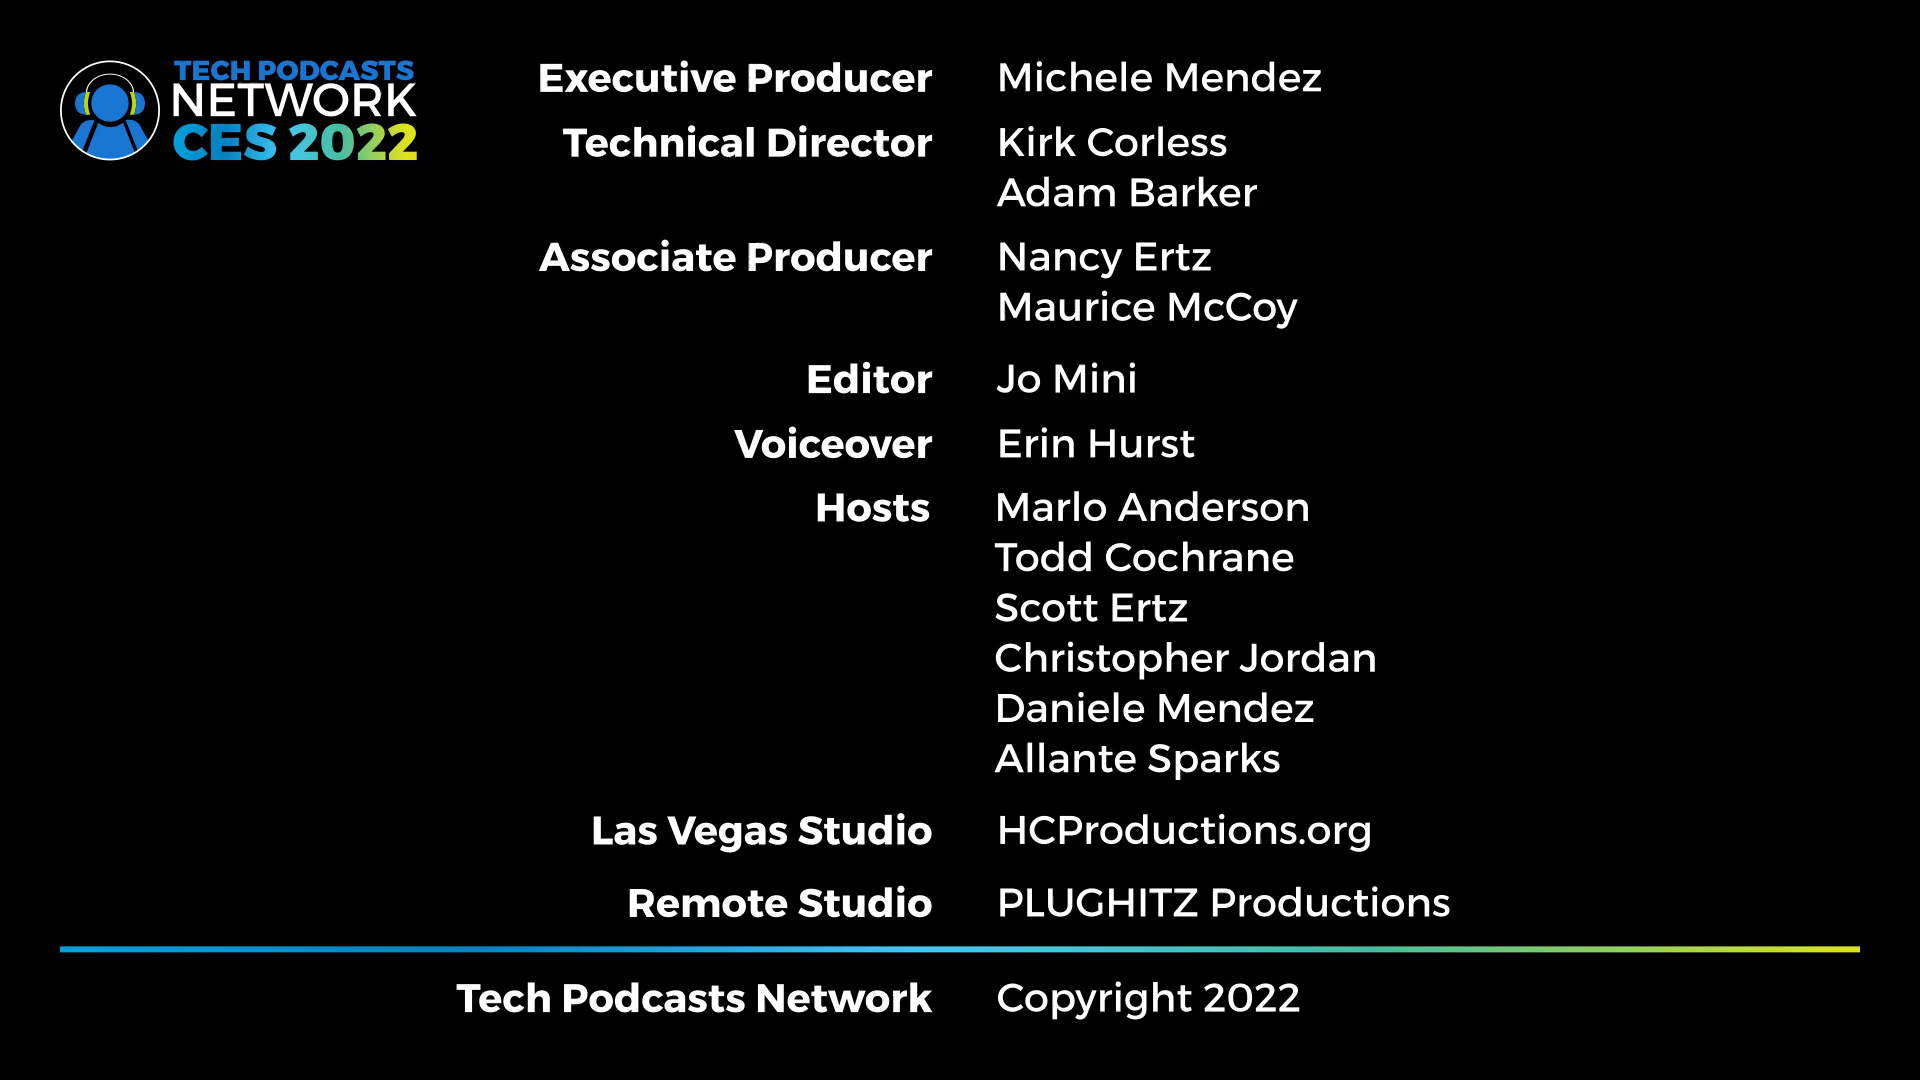 TECH PODCASTS
NETWORK
CES 2022
Executive Producer Michele Mendez
Technical Director Kirk Corless
Adam Barker
Associate Producer Nancy Ertz
Maurice McCoy
Editor Jo Mini
Voiceover Erin Hurst
Hosts Marlo Anderson
Todd Cochrane
Scott Ertz
Christopher Jordan
Daniele Mendez
Allante Sparks
Las Vegas Studio HCProductions.org
Remote Studio PLUGHITZ Productions
Tech Podcasts Network Copyright 2022